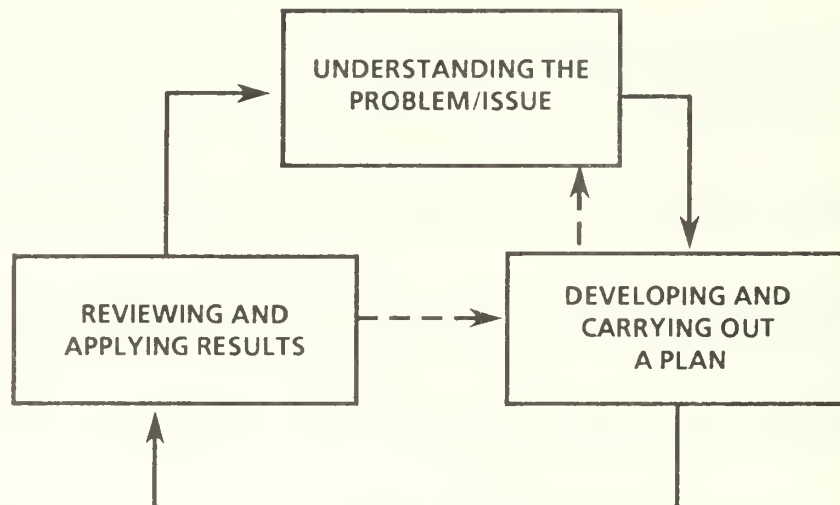 UNDERSTANDING THE
PROBLEM/ISSUE
REVIEWING AND
APPLYING RESULTS
DEVELOPING AND
CARRYING OUT
A PLAN